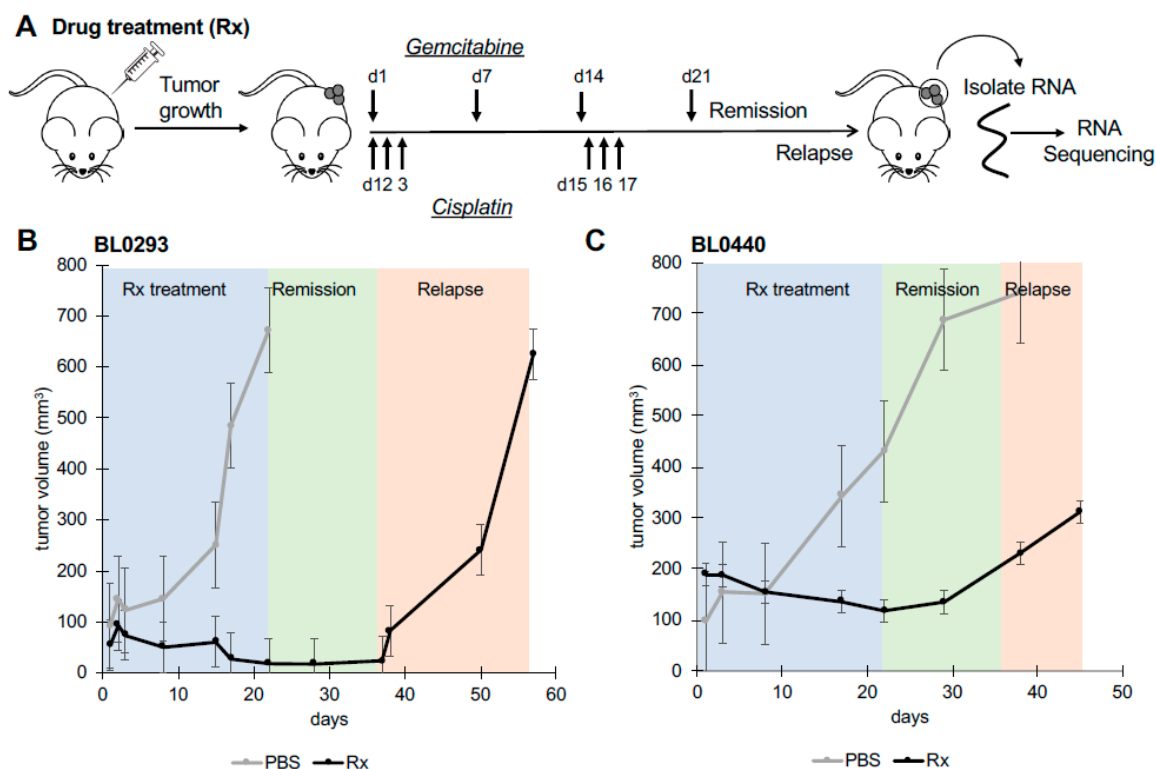 A Drug treatment (Rx)
Gemcitabine
Tumor
growth
d1 d7 d14 d21
Remission
Relapse
Isolate RNA
RNA
Sequencing
d12 3 d15 16 17
Cisplatin
B BL0293
800
700
600
500
400
300
200
100
0
tumor volume (mm³)
Rx treatment Remission Relapse
0 10 20 30 40 50 60
days
PBS Rx
C BL0440
800
700
600
500
400
300
200
100
0
tumor volume (mm³)
Rx treatment Remission Relapse
0 10 20 30 40 50
days
PBS Rx